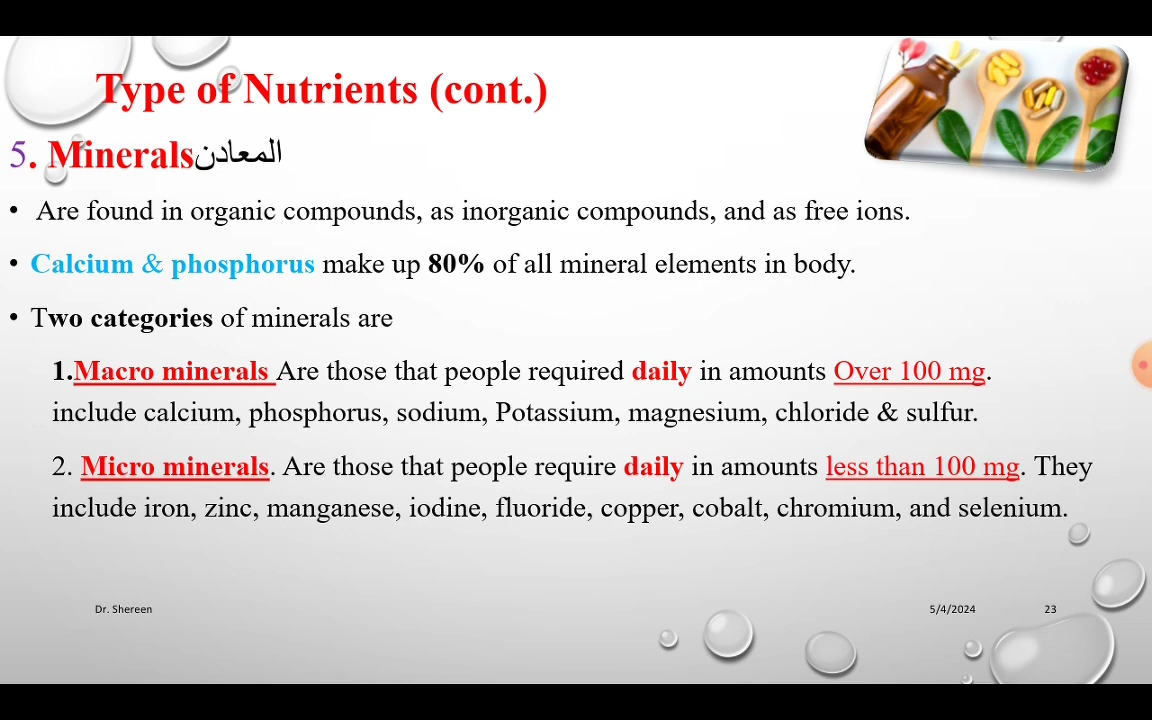 Type of Nutrients (cont.)
5. Mineralsالمعادن
• Are found in organic compounds, as inorganic compounds, and as free ions.
• Calcium & phosphorus make up 80% of all mineral elements in body.
• Two categories of minerals are
1.Macro minerals Are those that people required daily in amounts Over 100 mg.
include calcium, phosphorus, sodium, Potassium, magnesium, chloride & sulfur.
2. Micro minerals. Are those that people require daily in amounts less than 100 mg. They
include iron, zinc, manganese, iodine, fluoride, copper, cobalt, chromium, and selenium.
Dr. Shereen 5/4/2024 23